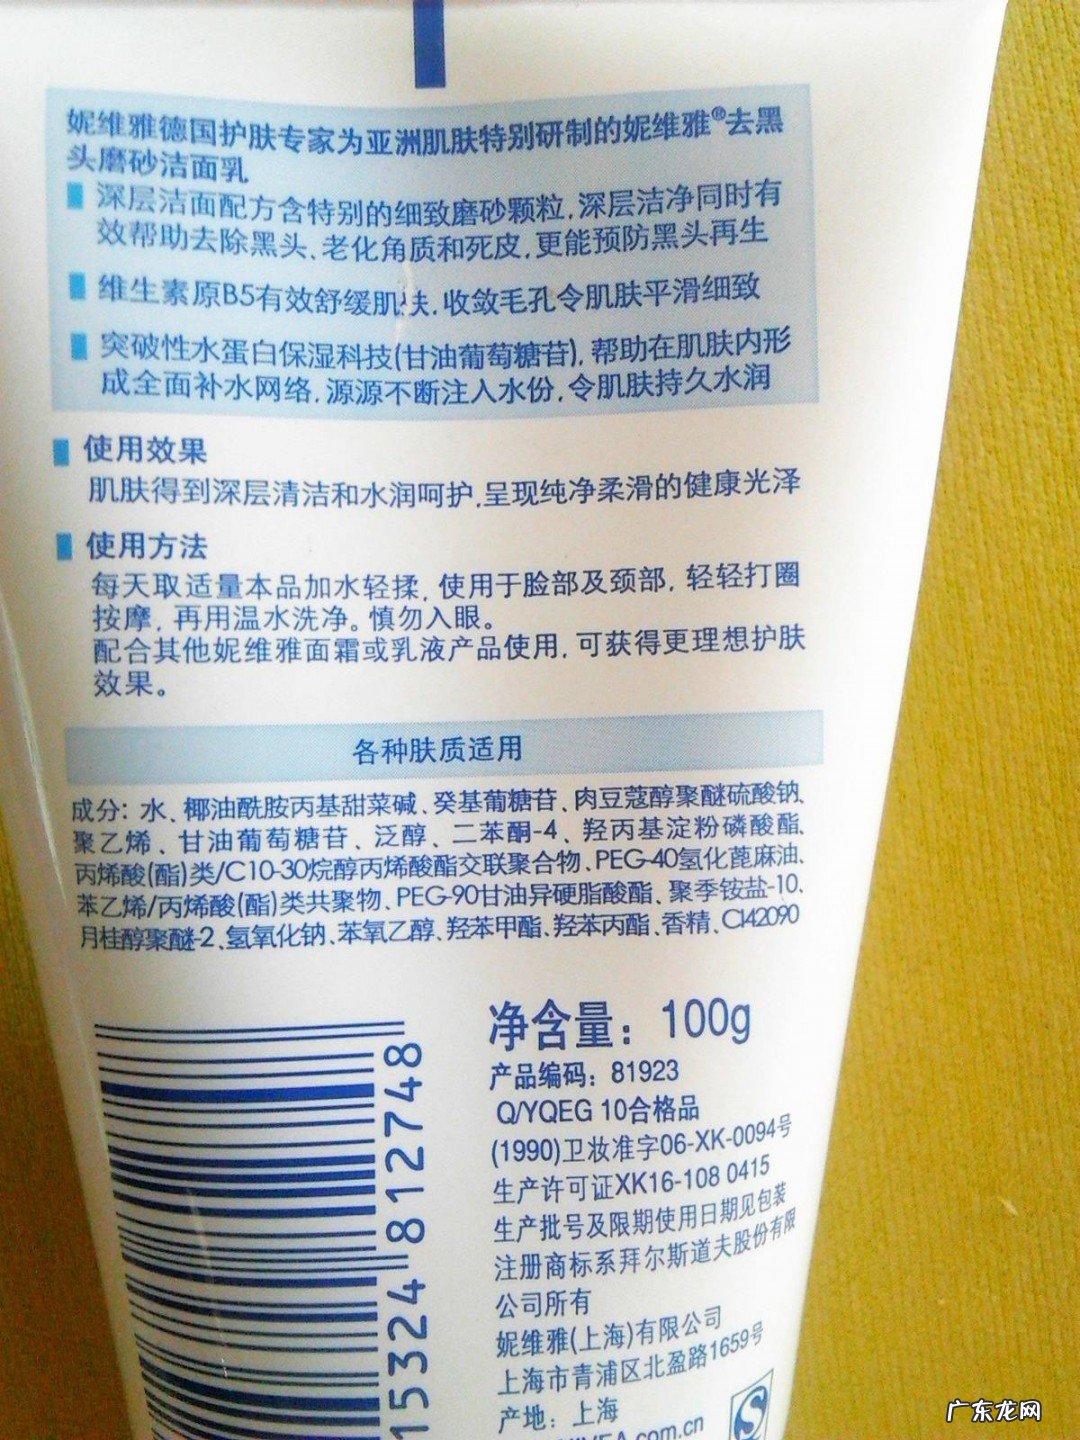 妮维雅德国护肤专家为亚洲肌肤特别研制的妮维雅®去黑
头磨砂洁面乳
深层洁面配方含特别的细致磨砂颗粒,深层洁净同时有
效帮助去除黑头、老化角质和死皮,更能预防黑头再生
维生素原B5有效舒缓肌肤,收敛毛孔令肌肤平滑细致
突破性水蛋白保湿科技(甘油葡萄糖苷),帮助在肌肤内形
成全面补水网络,源源不断注入水份,令肌肤持久水润
使用效果
肌肤得到深层清洁和水润呵护,呈现纯净柔滑的健康光泽
使用方法
每天取适量本品加水轻揉,使用于脸部及颈部,轻轻打圈
按摩,再用温水洗净。慎勿入眼。
配合其他妮维雅面霜或乳液产品使用,可获得更理想护肤
效果。
各种肤质适用
成分:水、椰油酰胺丙基甜菜碱、癸基葡糖苷、肉豆蔻醇聚醚硫酸钠、
聚乙烯、甘油葡萄糖苷、泛醇、二苯酮-4、羟丙基淀粉磷酸酯、
丙烯酸(酯)类/C10-30烷醇丙烯酸酯交联聚合物、PEG-40氢化蓖麻油、
苯乙烯/丙烯酸(酯)类共聚物、PEG-90甘油异硬脂酸酯、聚季铵盐-10、
月桂醇聚醚-2、氢氧化钠、苯氧乙醇、羟苯甲酯、羟苯丙酯、香精、CI42090
净含量:100g
产品编码:81923
Q/YQEG 10合格品
(1990)卫妆准字06-XK-0094号
生产许可证XK16-108 0415
生产批号及限期使用日期见包装
注册商标系拜尔斯道夫股份有限
公司所有
妮维雅(上海)有限公司
上海市青浦区北盈路1659号
产地:上海
NIVEA.com.cn
15324 812748
广东龙网